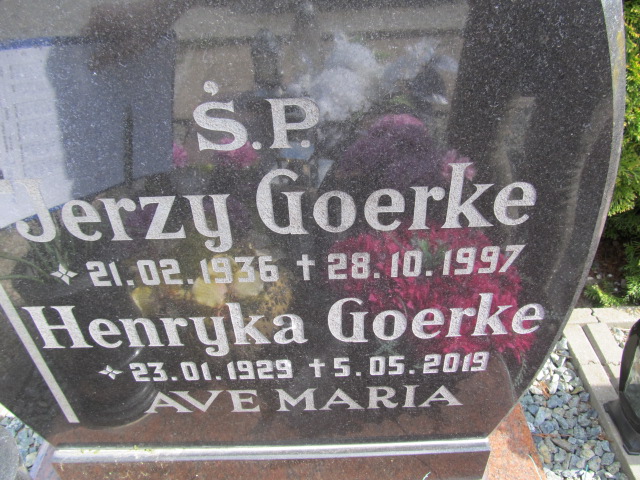 Ś.P.
Jerzy Goerke
21.02.1936 † 28.10.1997
Henryka Goerke
23.01.1929 † 5.05.2019
AVE MARIA